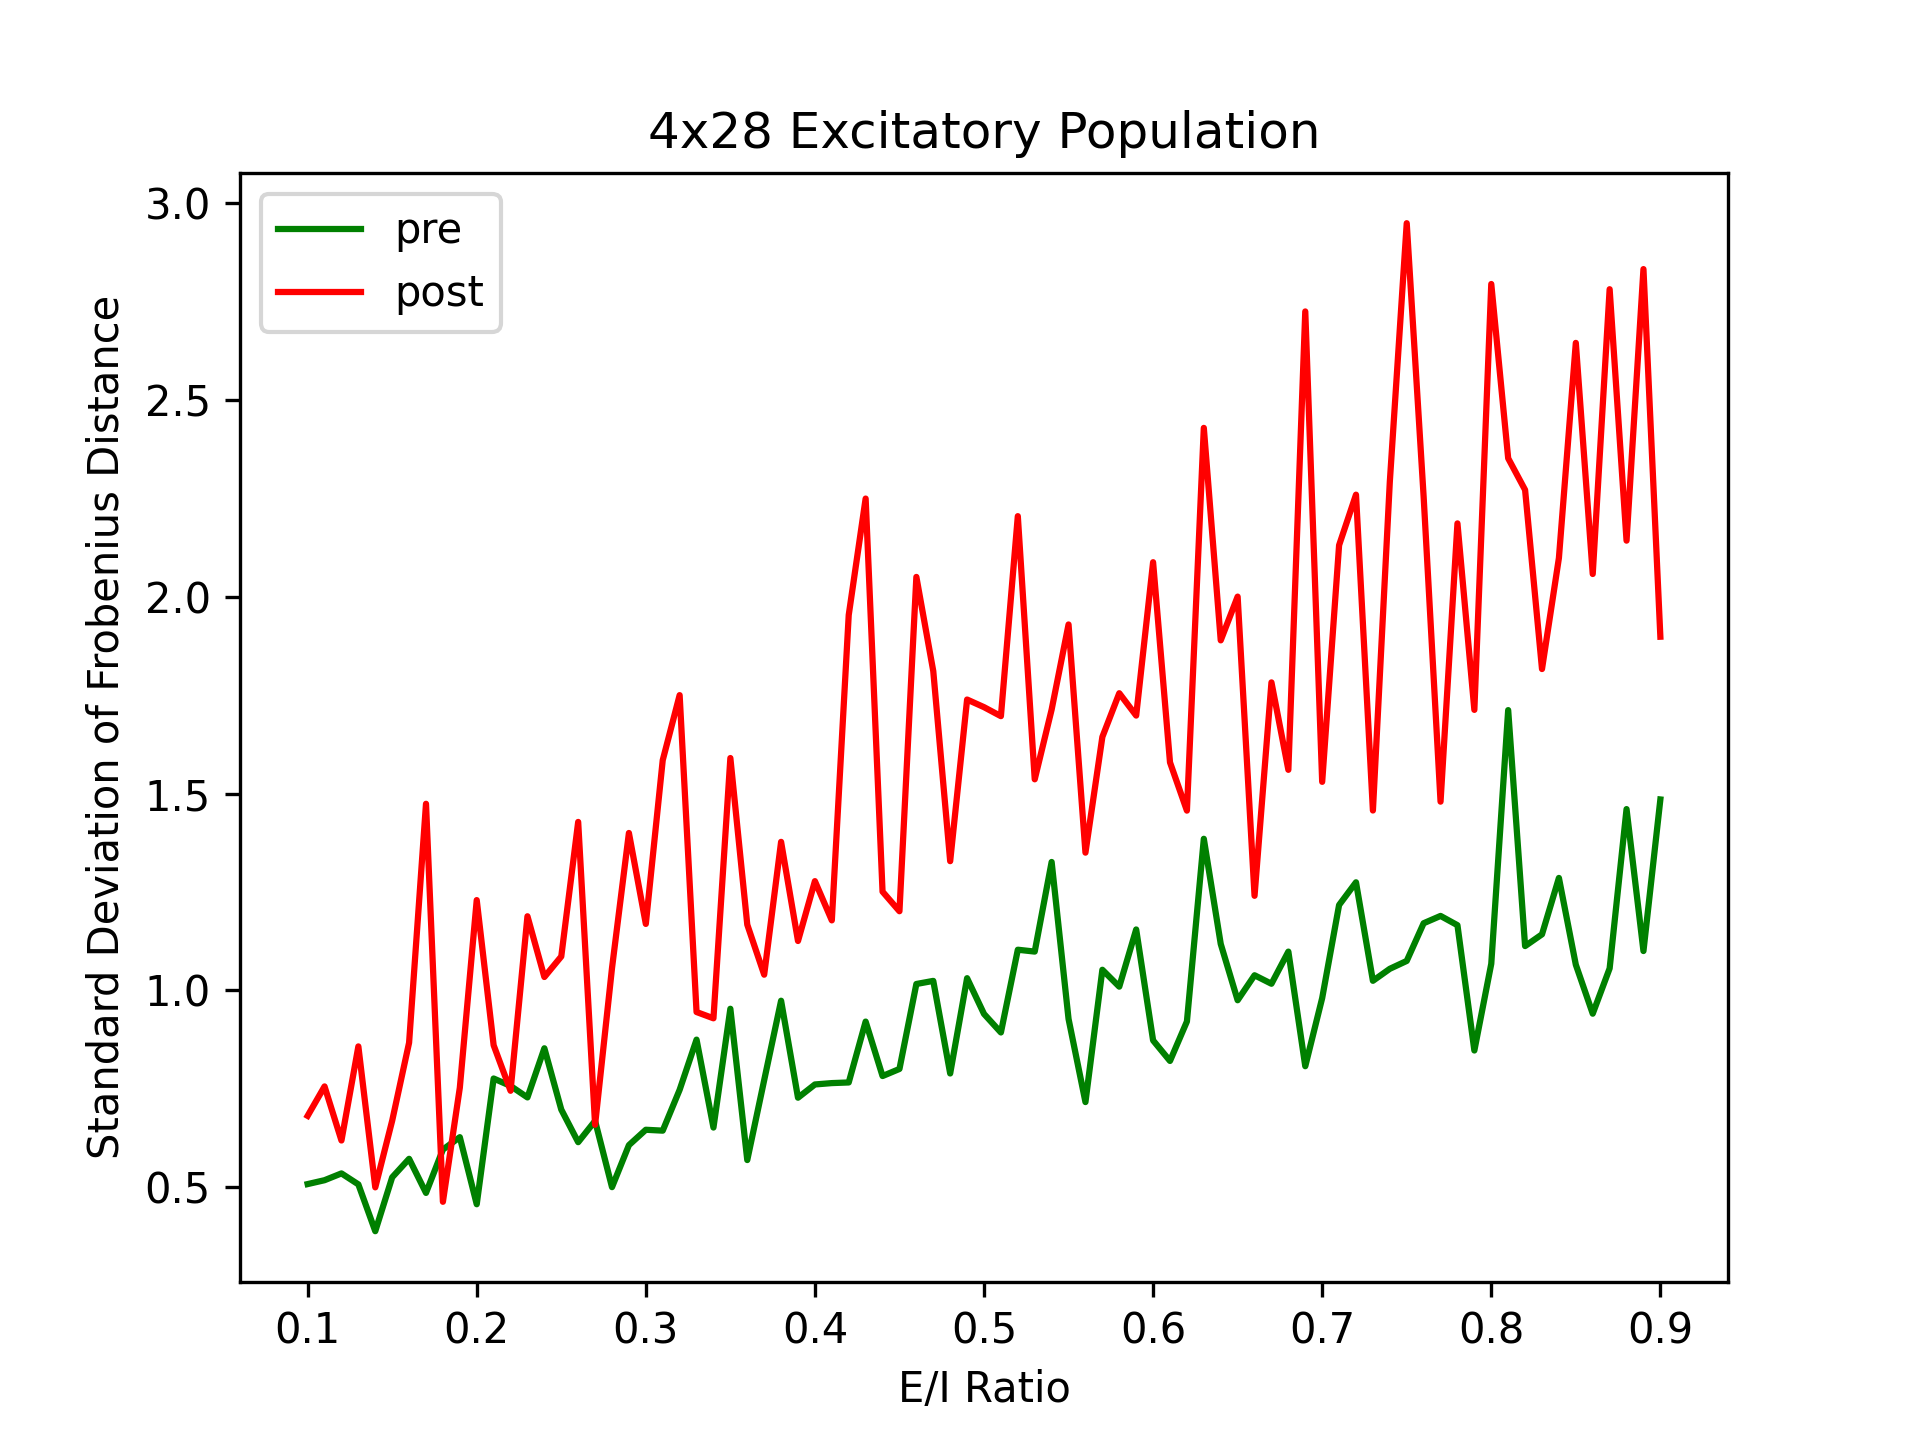 4x28 Excitatory Population
pre
post
3.0
2.5
2.0
1.5
1.0
0.5
Standard Deviation of Frobenius Distance
0.1 0.2 0.3 0.4 0.5 0.6 0.7 0.8 0.9
E/I Ratio